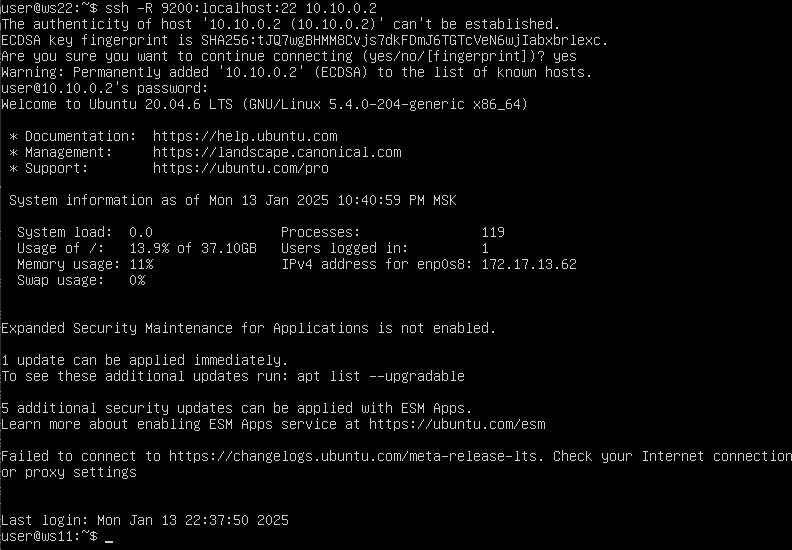 user@ws22:~$ ssh -R 9200:localhost:22 10.10.0.2
The authenticity of host '10.10.0.2 (10.10.0.2)' can't be established.
ECDSA key fingerprint is SHA256:tJQ7wgBHMM8Cvjs7dkFDmJ6TGTcVeN6wjIabxbrlexc.
Are you sure you want to continue connecting (yes/no/[fingerprint])? yes
Warning: Permanently added '10.10.0.2' (ECDSA) to the list of known hosts.
user@10.10.0.2's password:
Welcome to Ubuntu 20.04.6 LTS (GNU/Linux 5.4.0-204-generic x86_64)
* Documentation:  https://help.ubuntu.com
* Management:     https://landscape.canonical.com
* Support:        https://ubuntu.com/pro
System information as of Mon 13 Jan 2025 10:40:59 PM MSK
System load:  0.0                Processes:               119
Usage of /:   13.9% of 37.10GB   Users logged in:         1
Memory usage: 11%                IPv4 address for enp0s8: 172.17.13.62
Swap usage:   0%
Expanded Security Maintenance for Applications is not enabled.
1 update can be applied immediately.
To see these additional updates run: apt list --upgradable
5 additional security updates can be applied with ESM Apps.
Learn more about enabling ESM Apps service at https://ubuntu.com/esm
Failed to connect to https://changelogs.ubuntu.com/meta-release-lts. Check your Internet connection
or proxy settings
Last login: Mon Jan 13 22:37:50 2025
user@ws11:~$ _